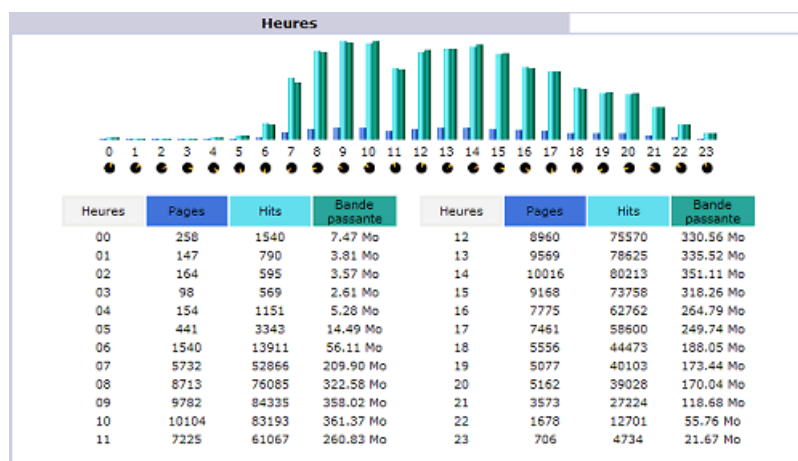 Heures
0 1 2 3 4 5 6 7 8 9 10 11 12 13 14 15 16 17 18 19 20 21 22 23
Heures Pages Hits Bande passante Heures Pages Hits Bande passante
00 258 1540 7.47 Mo 12 8960 75570 330.56 Mo
01 147 790 3.81 Mo 13 9569 78625 335.52 Mo
02 164 595 3.57 Mo 14 10016 80213 351.11 Mo
03 98 569 2.61 Mo 15 9168 73758 318.26 Mo
04 154 1151 5.28 Mo 16 7775 62762 264.79 Mo
05 441 3343 14.49 Mo 17 7461 58600 249.74 Mo
06 1540 13911 56.11 Mo 18 5556 44473 188.05 Mo
07 5732 52866 209.90 Mo 19 5077 40103 173.44 Mo
08 8713 76085 322.58 Mo 20 5162 39028 170.04 Mo
09 9782 84335 358.02 Mo 21 3573 27224 118.68 Mo
10 10104 83193 361.37 Mo 22 1678 12701 55.76 Mo
11 7225 61067 260.83 Mo 23 706 4734 21.67 Mo